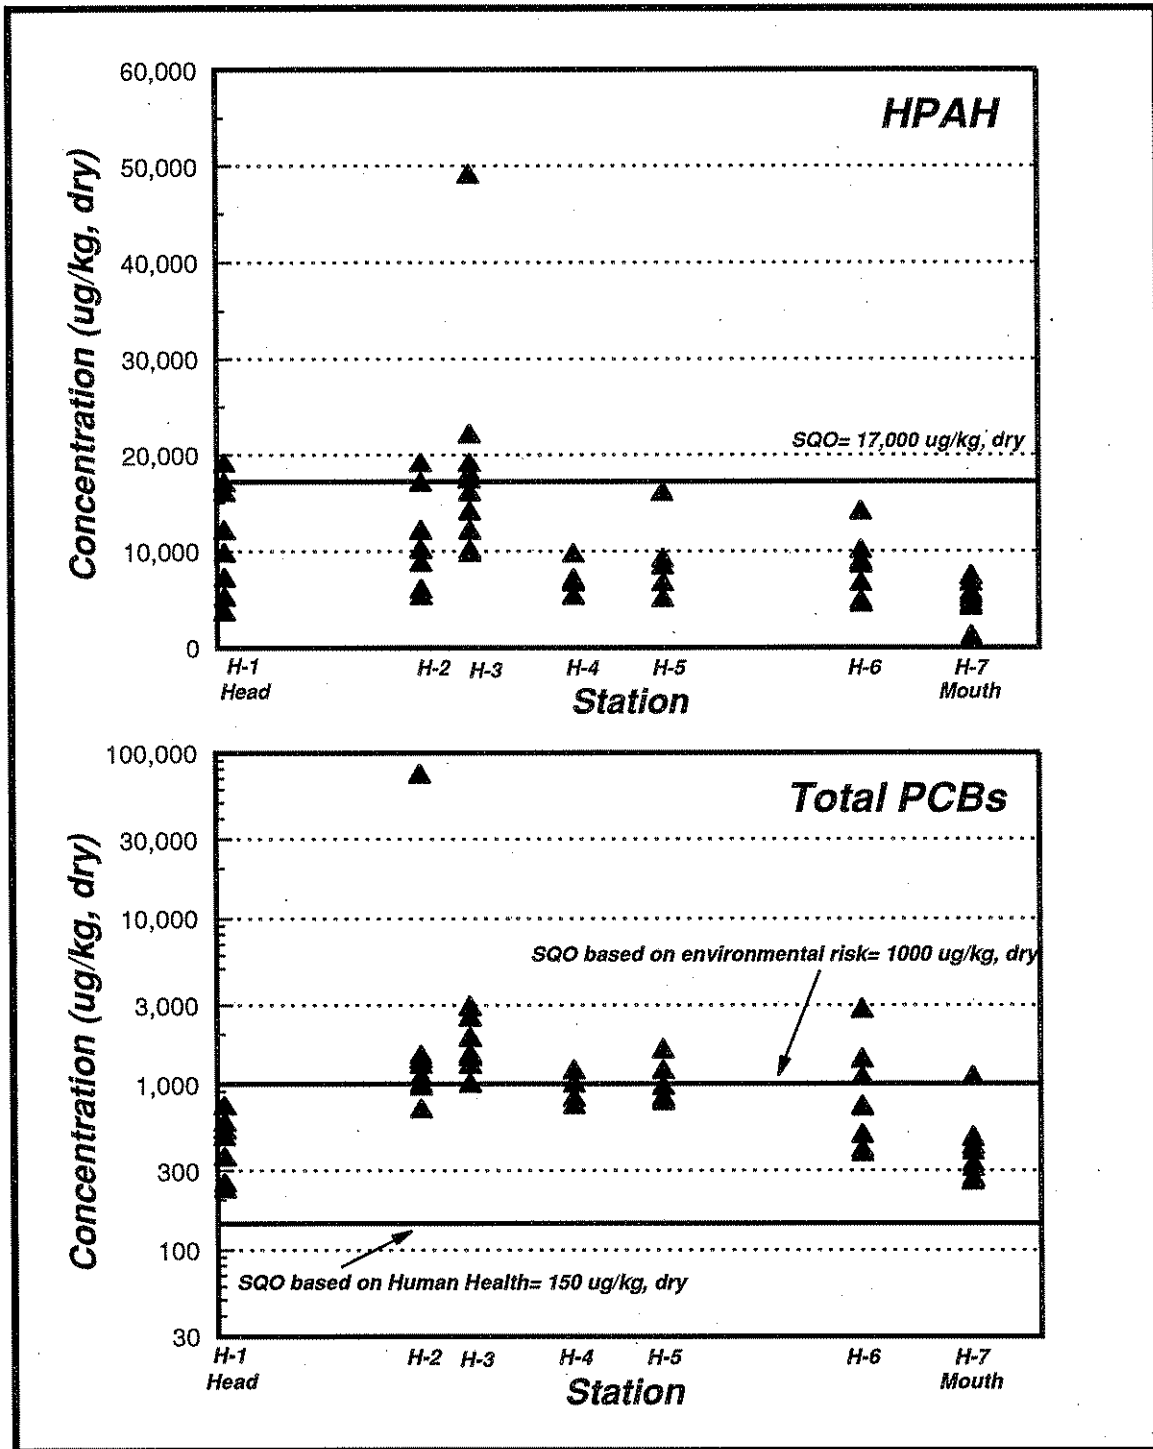 HPAH
Concentration (ug/kg, dry)
60,000
50,000
40,000
30,000
20,000
10,000
0
SQO= 17,000 ug/kg, dry
H-1 H-2 H-3 H-4 H-5 H-6 H-7
Head Mouth
Station
Total PCBs
Concentration (ug/kg, dry)
100,000
30,000
10,000
3,000
1,000
300
100
30
SQO based on environmental risk= 1000 ug/kg, dry
SQO based on Human Health= 150 ug/kg, dry
H-1 H-2 H-3 H-4 H-5 H-6 H-7
Head Mouth
Station